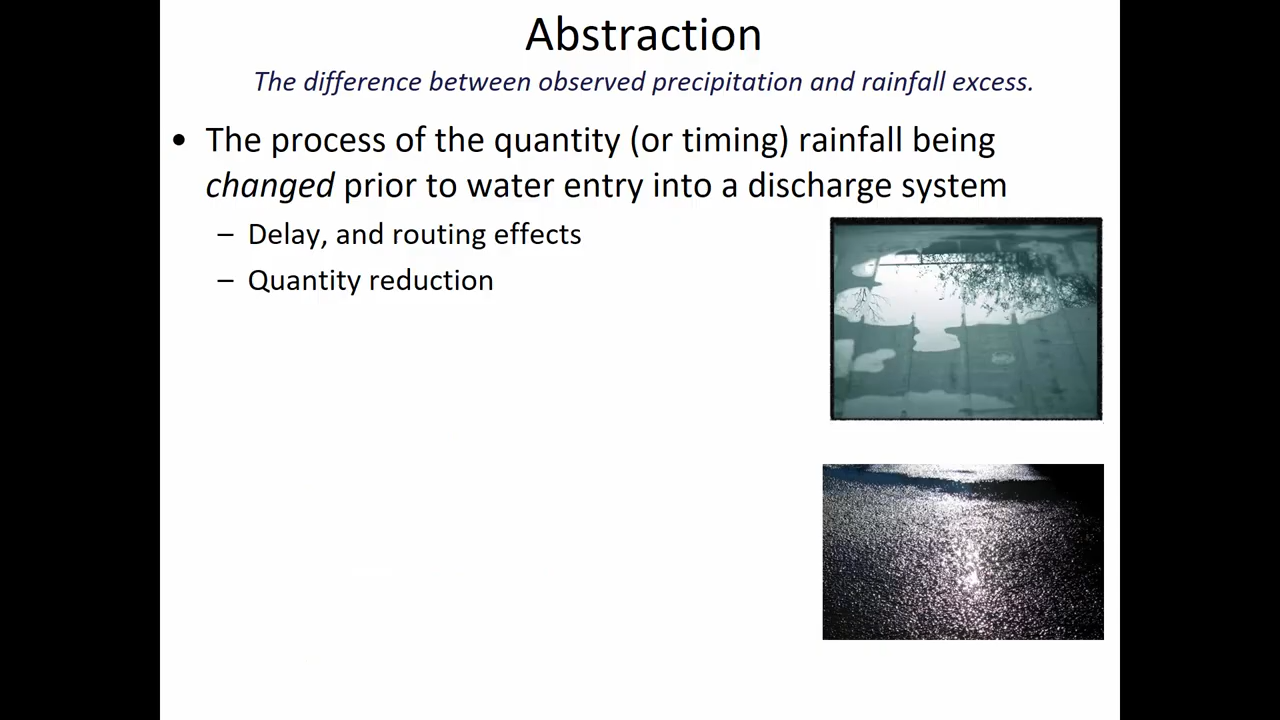 Abstraction
The difference between observed precipitation and rainfall excess.
• The process of the quantity (or timing) rainfall being
changed prior to water entry into a discharge system
– Delay, and routing effects
– Quantity reduction